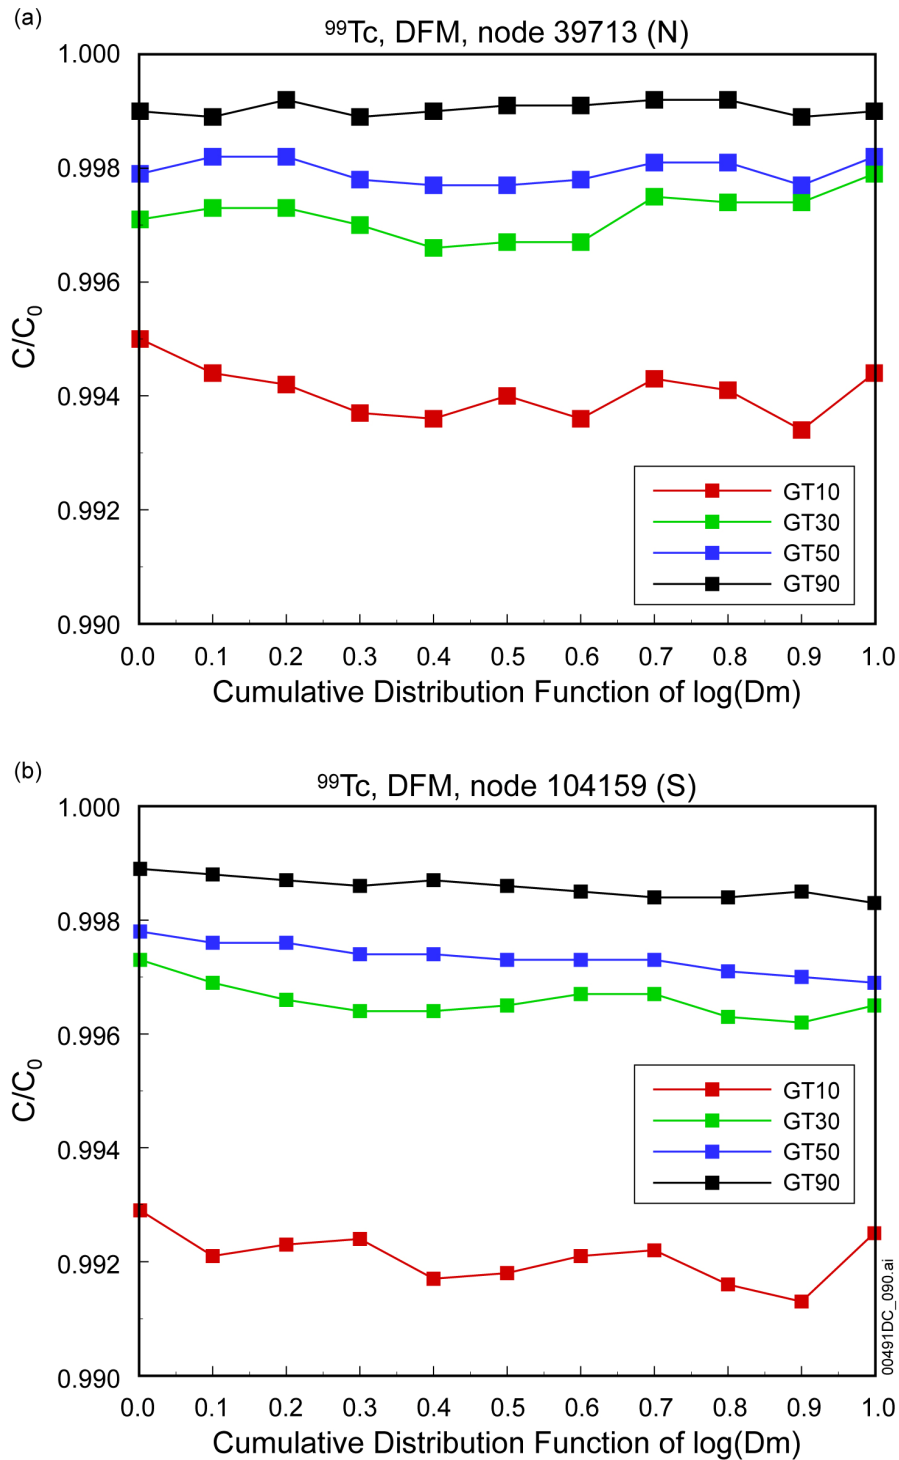 (a)
⁹⁹Tc, DFM, node 39713 (N)
1.000
0.998
0.996
0.994
0.992
0.990
C/C₀
GT10
GT30
GT50
GT90
0.0 0.1 0.2 0.3 0.4 0.5 0.6 0.7 0.8 0.9 1.0
Cumulative Distribution Function of log(Dm)
(b)
⁹⁹Tc, DFM, node 104159 (S)
1.000
0.998
0.996
0.994
0.992
0.990
C/C₀
GT10
GT30
GT50
GT90
00491DC_090.ai
0.0 0.1 0.2 0.3 0.4 0.5 0.6 0.7 0.8 0.9 1.0
Cumulative Distribution Function of log(Dm)